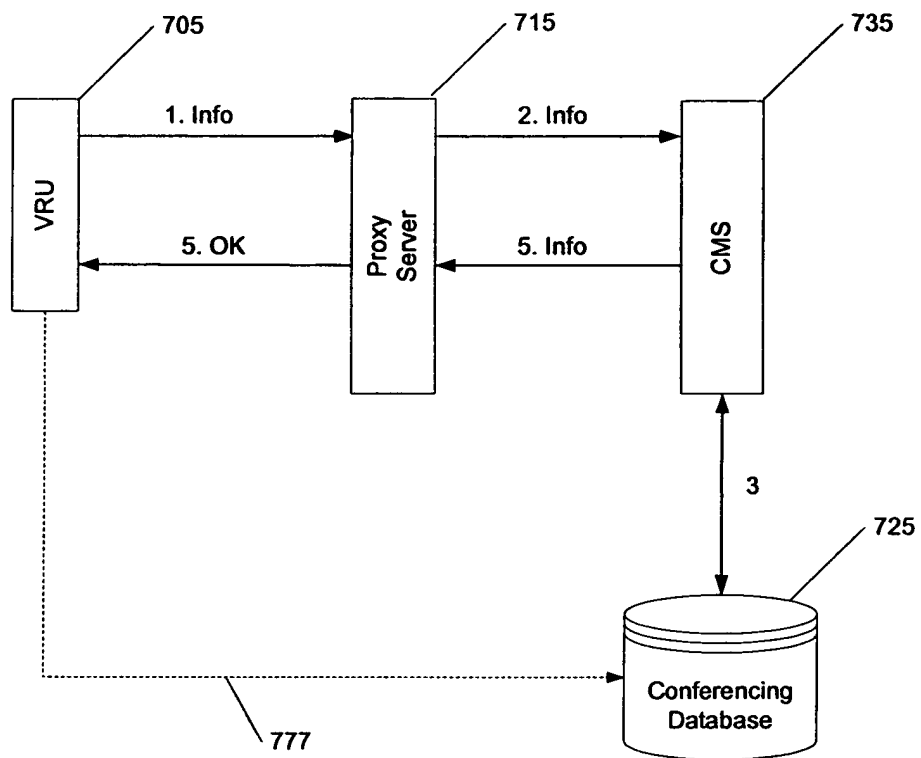 705
715
735
1. Info
2. Info
VRU
Proxy
Server
CMS
5. OK
5. Info
3
725
Conferencing
Database
777